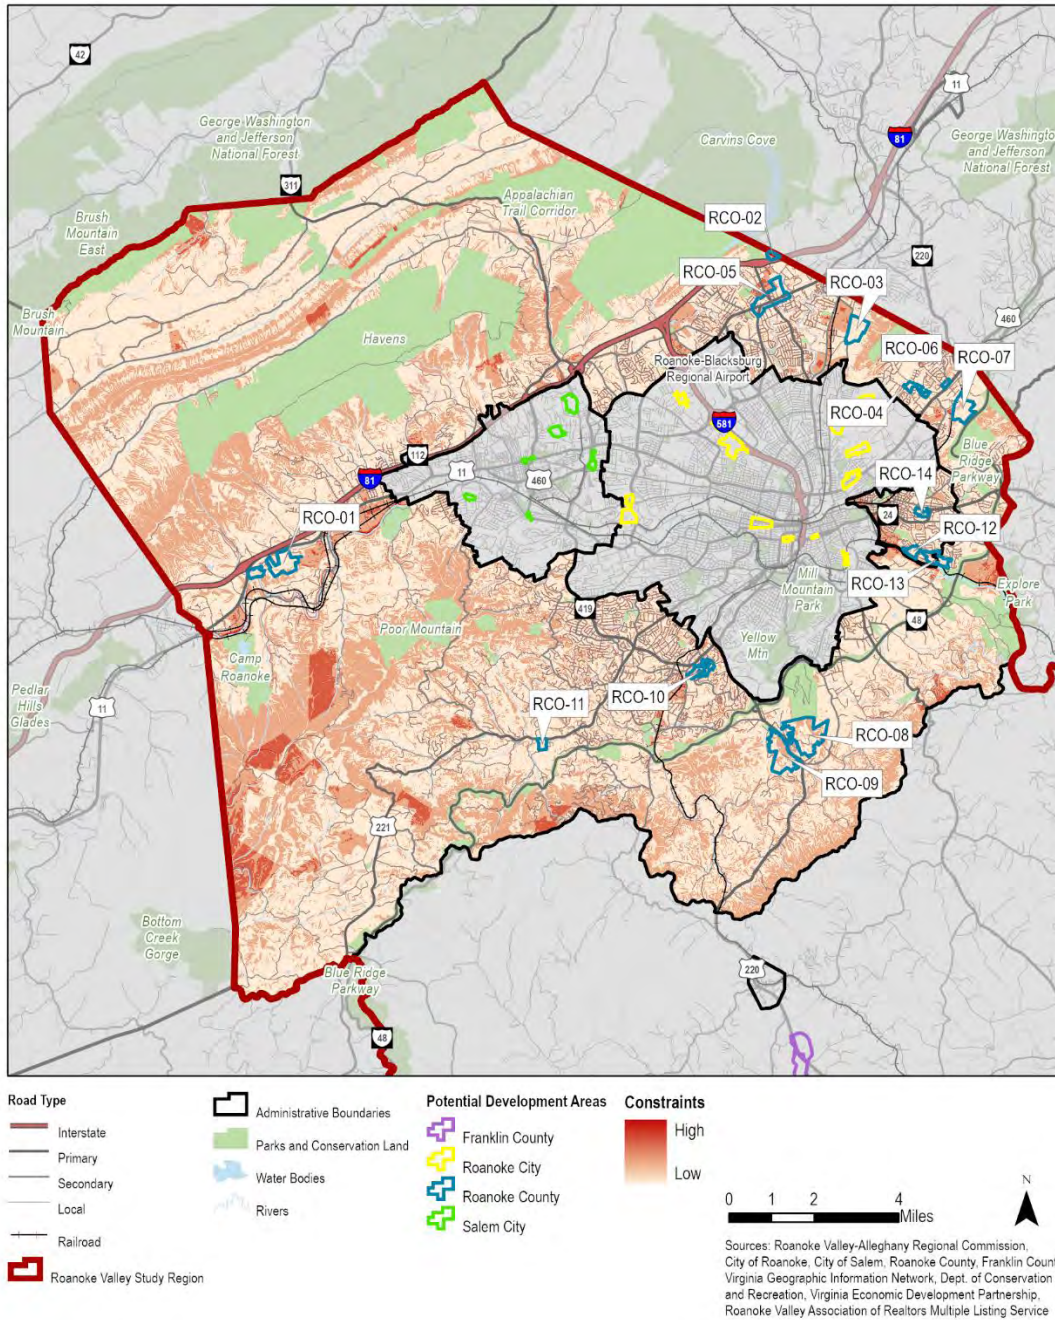 42
11
George Washington
and Jefferson
National Forest
Carvins Cove
81
George Washington
and Jefferson
National Forest
311
Appalachian
Trail Corridor
Brush
Mountain
East
RCO-02
220
RCO-05
RCO-03
Brush
Mountain
460
Havens
RCO-06
RCO-07
Roanoke-Blacksburg
Regional Airport
RCO-04
581
112
11
460
81
Blue
Ridge
Parkway
RCO-14
RCO-01
24
RCO-12
RCO-13
Mill
Mountain
Park
Explore
Park
419
48
Poor Mountain
Yellow
Mtn
Camp
Roanoke
Pedlar
Hills
Glades
11
RCO-10
RCO-11
RCO-08
RCO-09
221
Bottom
Creek
Gorge
Blue Ridge
Parkway
220
48
Road Type
Interstate
Primary
Secondary
Local
Railroad
Roanoke Valley Study Region
Administrative Boundaries
Parks and Conservation Land
Water Bodies
Rivers
Potential Development Areas
Franklin County
Roanoke City
Roanoke County
Salem City
Constraints
High
Low
N
0 1 2 4
Miles
Sources: Roanoke Valley-Alleghany Regional Commission,
City of Roanoke, City of Salem, Roanoke County, Franklin Count
Virginia Geographic Information Network, Dept. of Conservation
and Recreation, Virginia Economic Development Partnership,
Roanoke Valley Association of Realtors Multiple Listing Service